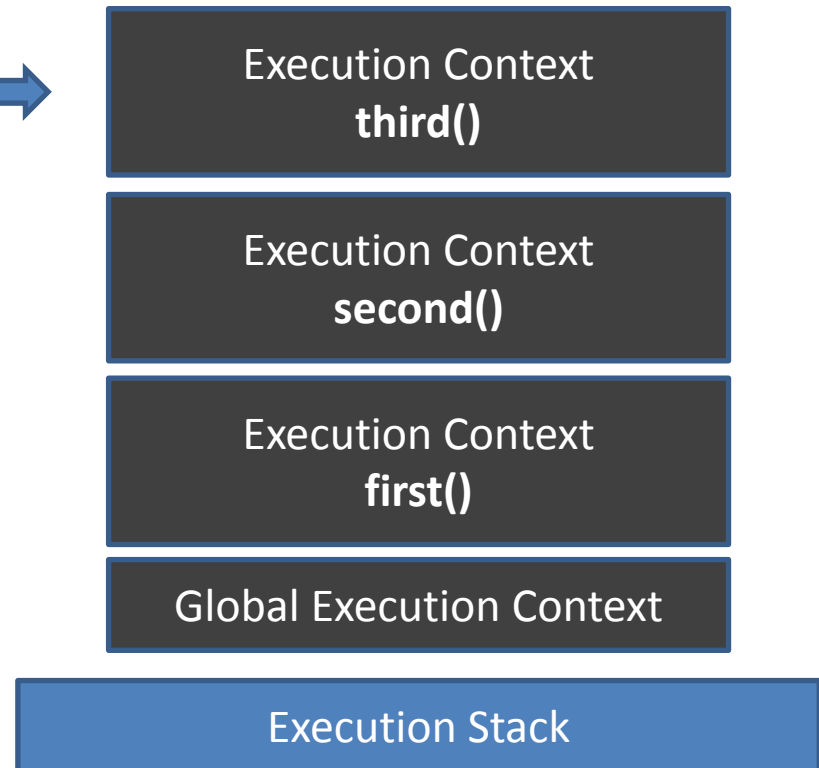 Execution Context
third()
Execution Context
second()
Execution Context
first()
Global Execution Context
Execution Stack